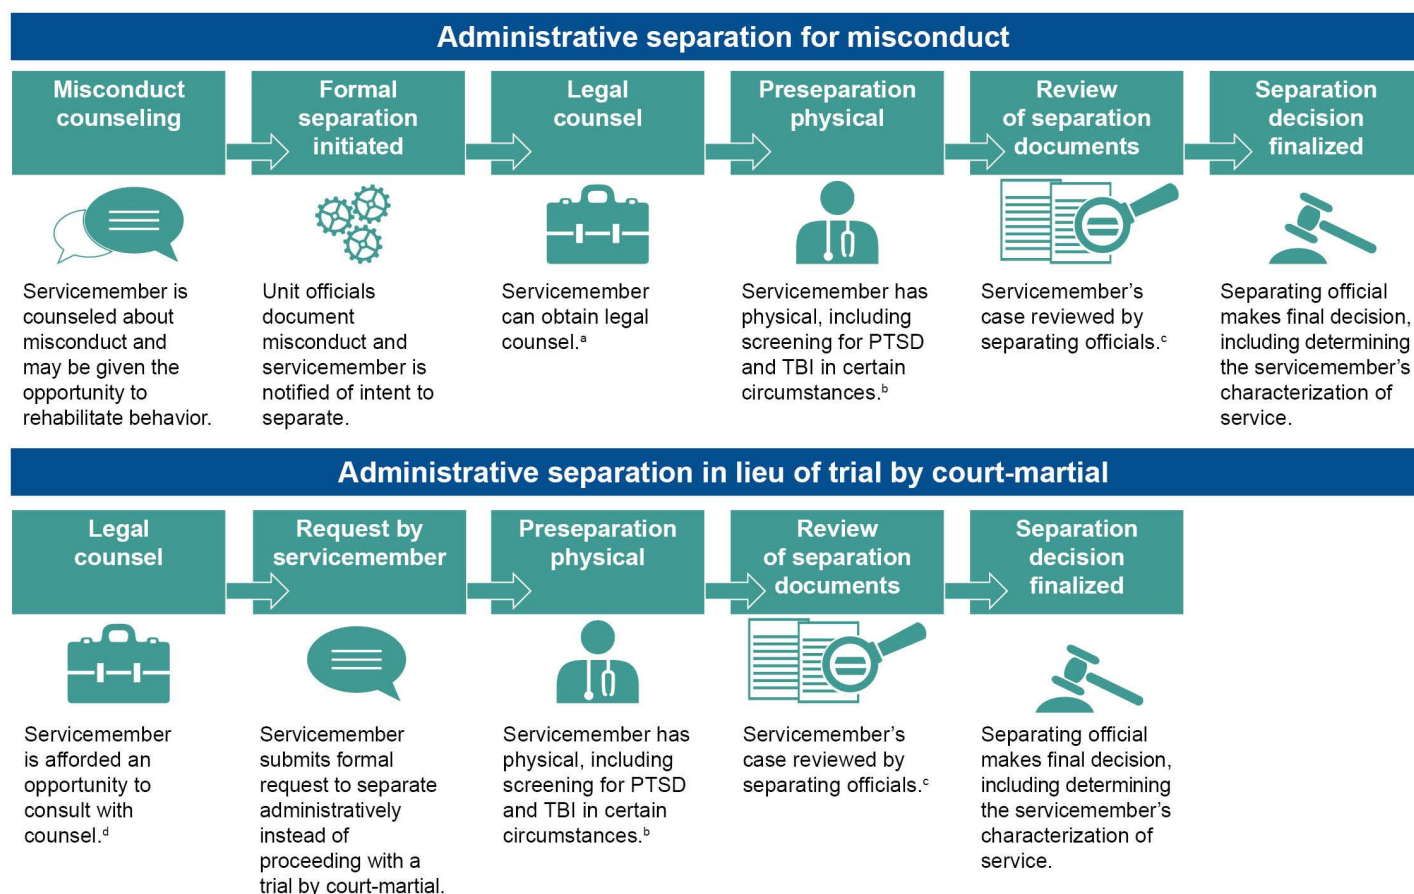 Administrative separation for misconduct
Misconduct
counseling
Formal
separation
initiated
Legal
counsel
Preseparation
physical
Review
of separation
documents
Separation
decision
finalized
Servicemember is
counseled about
misconduct and
may be given the
opportunity to
rehabilitate behavior.
Unit officials
document
misconduct and
servicemember is
notified of intent to
separate.
Servicemember
can obtain legal
counsel.a
Servicemember has
physical, including
screening for PTSD
and TBI in certain
circumstances.b
Servicemember’s
case reviewed by
separating officials.c
Separating official
makes final decision,
including determining
the servicemember’s
characterization of
service.
Administrative separation in lieu of trial by court-martial
Legal
counsel
Request by
servicemember
Preseparation
physical
Review
of separation
documents
Separation
decision
finalized
Servicemember
is afforded an
opportunity to
consult with
counsel.d
Servicemember
submits formal
request to separate
administratively
instead of
proceeding with a
trial by court-martial.
Servicemember has
physical, including
screening for PTSD
and TBI in certain
circumstances.b
Servicemember’s
case reviewed by
separating officials.c
Separating official
makes final decision,
including determining
the servicemember’s
characterization of
service.